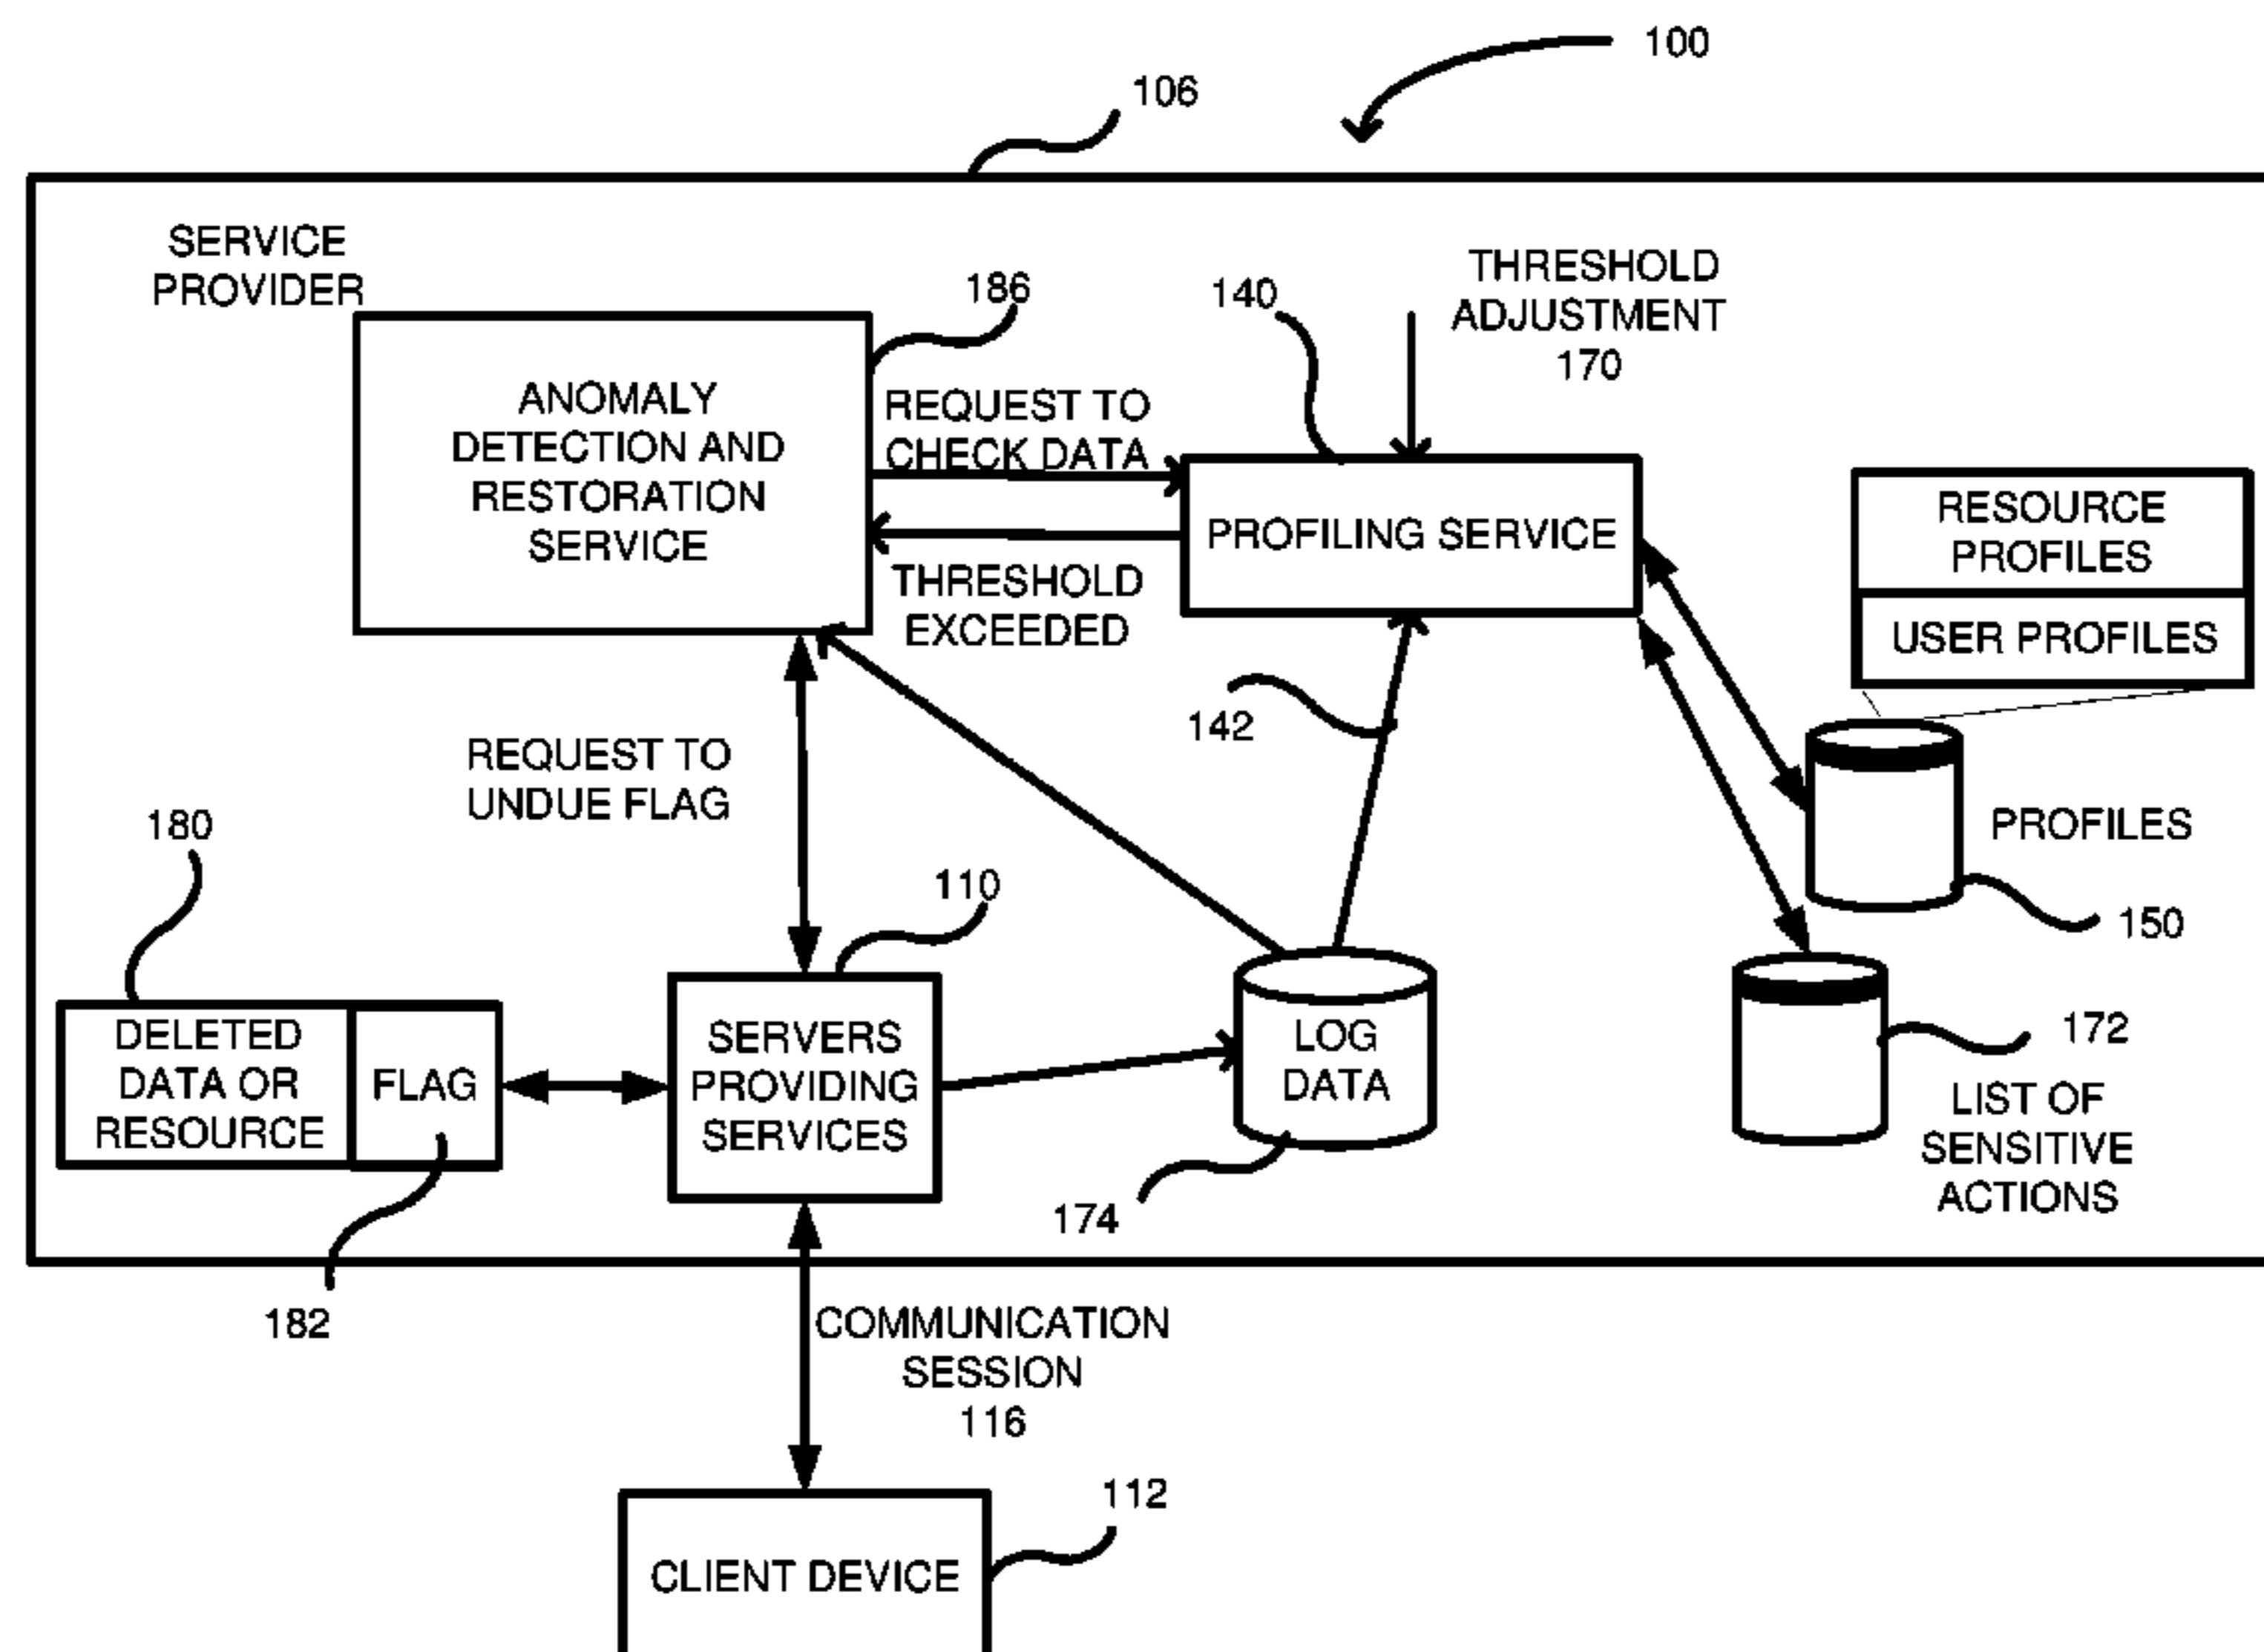 100
106
SERVICE
PROVIDER
186
140
THRESHOLD
ADJUSTMENT
170
ANOMALY
DETECTION AND
RESTORATION
SERVICE
REQUEST TO
CHECK DATA
PROFILING SERVICE
THRESHOLD
EXCEEDED
RESOURCE
PROFILES
USER PROFILES
142
REQUEST TO
UNDUE FLAG
PROFILES
150
180
110
DELETED
DATA OR
RESOURCE
FLAG
SERVERS
PROVIDING
SERVICES
LOG
DATA
172
LIST OF
SENSITIVE
ACTIONS
174
182
COMMUNICATION
SESSION
116
112
CLIENT DEVICE